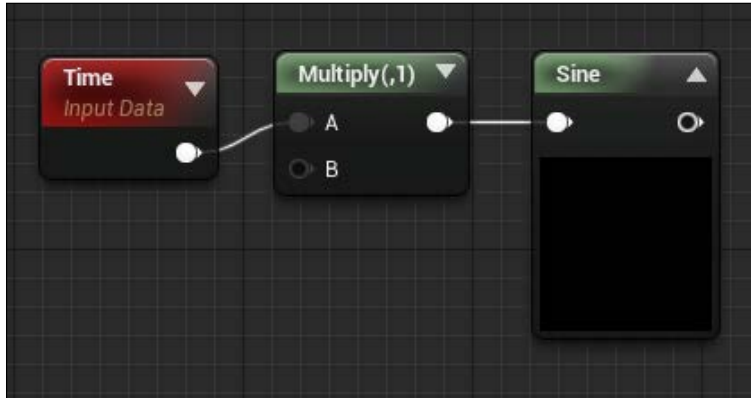 Time
Input Data
Multiply(,1)
A
B
Sine